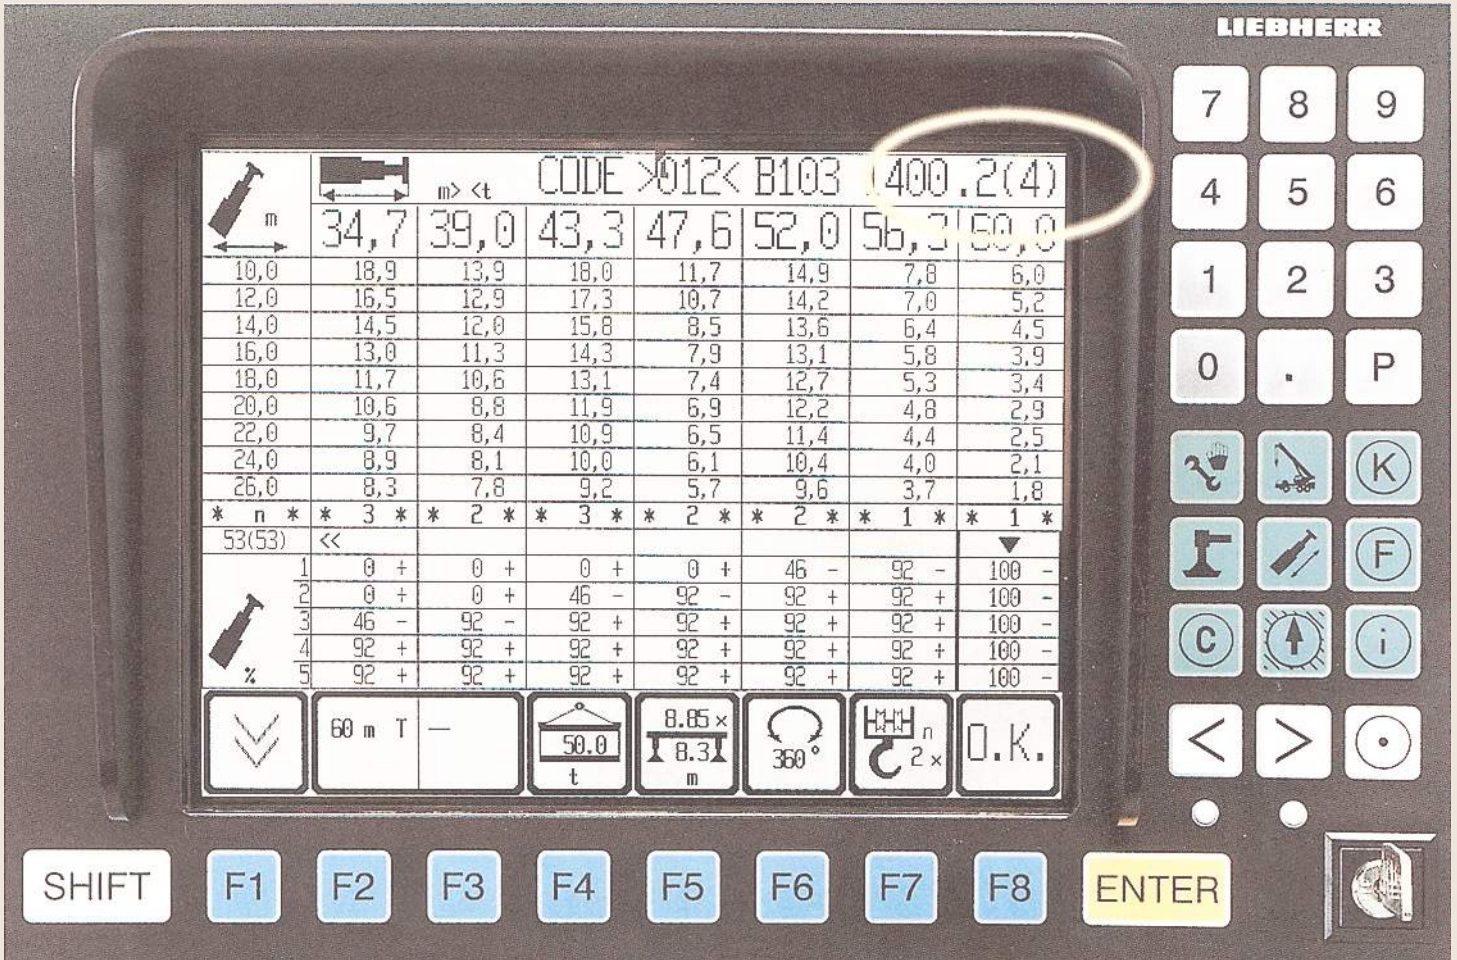 LIEBHERR
m> <t CODE >012< B103 400.2(4)
m 34,7 39,0 43,3 47,6 52,0 56,3 60,0
10,0 18,9 13,9 18,0 11,7 14,9 7,8 6,0
12,0 16,5 12,9 17,3 10,7 14,2 7,0 5,2
14,0 14,5 12,0 15,8 8,5 13,6 6,4 4,5
16,0 13,0 11,3 14,3 7,9 13,1 5,8 3,9
18,0 11,7 10,6 13,1 7,4 12,7 5,3 3,4
20,0 10,6 8,8 11,9 6,9 12,2 4,8 2,9
22,0 9,7 8,4 10,9 6,5 11,4 4,4 2,5
24,0 8,9 8,1 10,0 6,1 10,4 4,0 2,1
26,0 8,3 7,8 9,2 5,7 9,6 3,7 1,8
* n * * 3 * * 2 * * 3 * * 2 * * 2 * * 1 * * 1 *
53(53) <<
1 0 + 0 + 0 + 0 + 46 - 92 - 100 -
2 0 + 0 + 46 - 92 - 92 + 92 + 100 -
3 46 - 92 - 92 + 92 + 92 + 92 + 100 -
4 92 + 92 + 92 + 92 + 92 + 92 + 100 -
% 5 92 + 92 + 92 + 92 + 92 + 92 + 100 -
60 m T —
50.0
t
8.85 x
8.3
m
360°
n
2 x
O.K.
7 8 9
4 5 6
1 2 3
0 . P
K
F
C i
< >
SHIFT F1 F2 F3 F4 F5 F6 F7 F8 ENTER